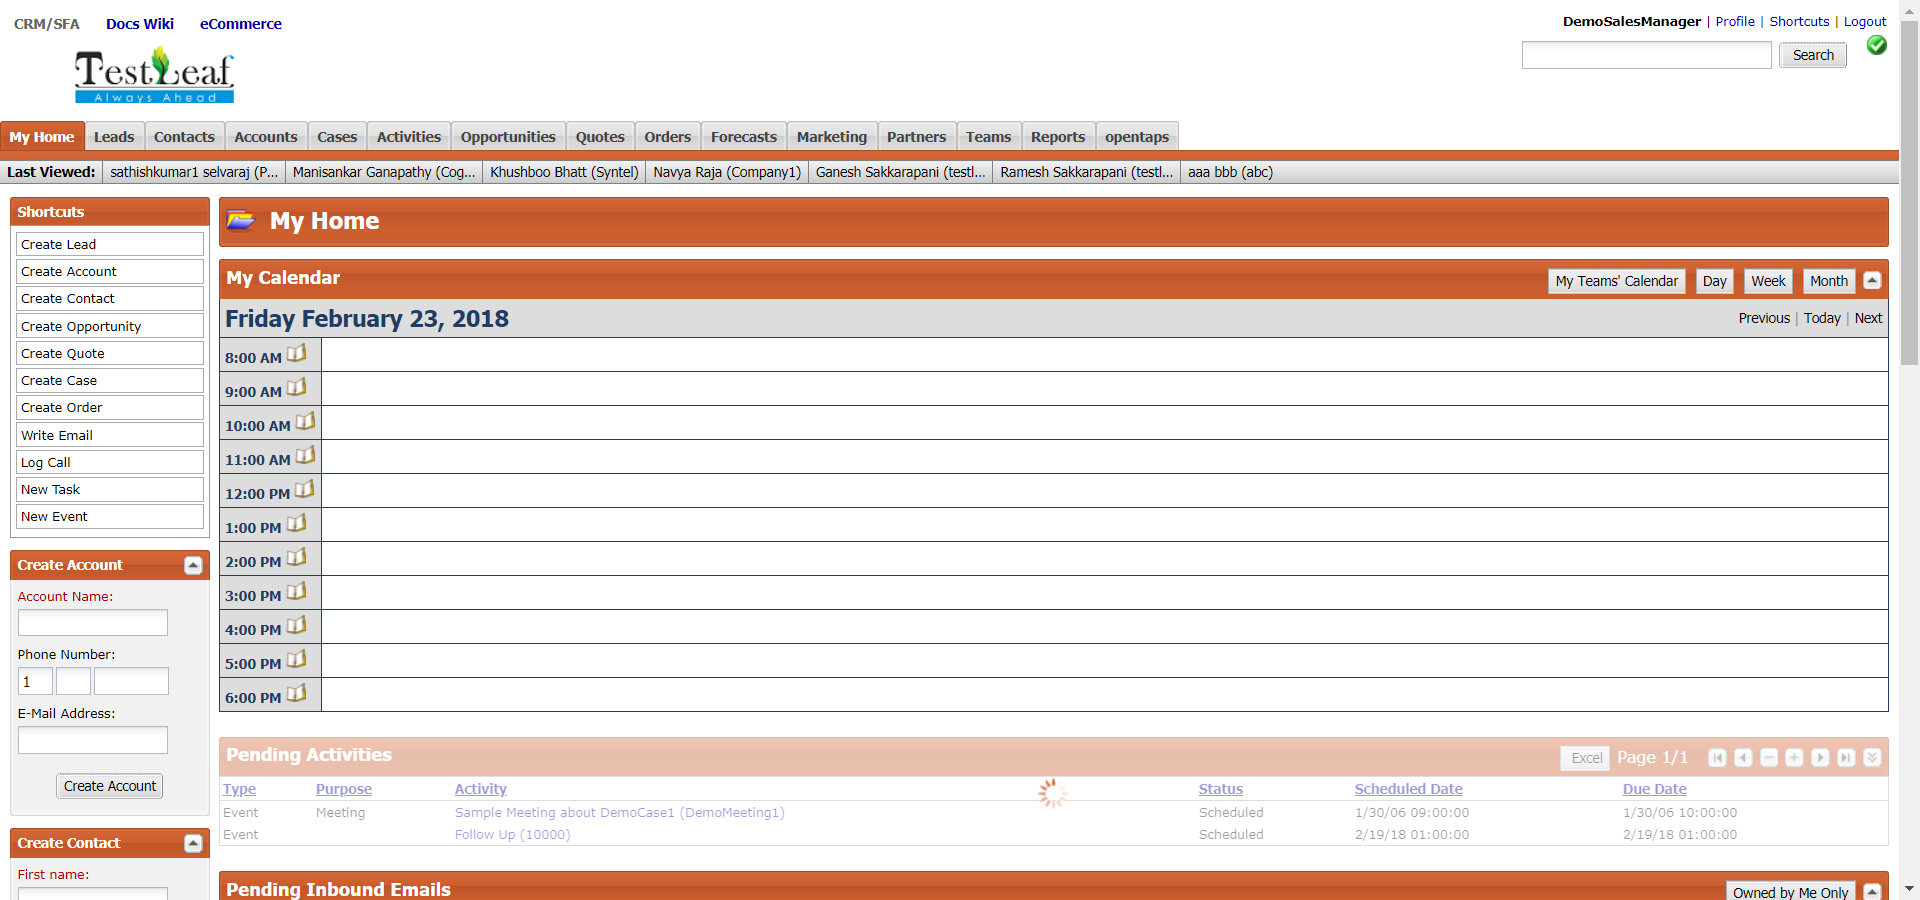 CRM/SFA Docs Wiki eCommerce
DemoSalesManager | Profile | Shortcuts | Logout
TestLeaf
Always Ahead
Search
My Home Leads Contacts Accounts Cases Activities Opportunities Quotes Orders Forecasts Marketing Partners Teams Reports opentaps
Last Viewed: sathishkumar1 selvaraj (P... Manisankar Ganapathy (Cog... Khushboo Bhatt (Syntel) Navya Raja (Company1) Ganesh Sakkarapani (testl... Ramesh Sakkarapani (testl... aaa bbb (abc)
Shortcuts
Create Lead
Create Account
Create Contact
Create Opportunity
Create Quote
Create Case
Create Order
Write Email
Log Call
New Task
New Event
Create Account
Account Name:
Phone Number:
1
E-Mail Address:
Create Account
Create Contact
First name:
My Home
My Calendar
My Teams' Calendar Day Week Month
Friday February 23, 2018
Previous | Today | Next
8:00 AM
9:00 AM
10:00 AM
11:00 AM
12:00 PM
1:00 PM
2:00 PM
3:00 PM
4:00 PM
5:00 PM
6:00 PM
Pending Activities
Excel Page 1/1
Type Purpose Activity Status Scheduled Date Due Date
Event Meeting Sample Meeting about DemoCase1 (DemoMeeting1) Scheduled 1/30/06 09:00:00 1/30/06 10:00:00
Event Follow Up (10000) Scheduled 2/19/18 01:00:00 2/19/18 01:00:00
Pending Inbound Emails
Owned by Me Only